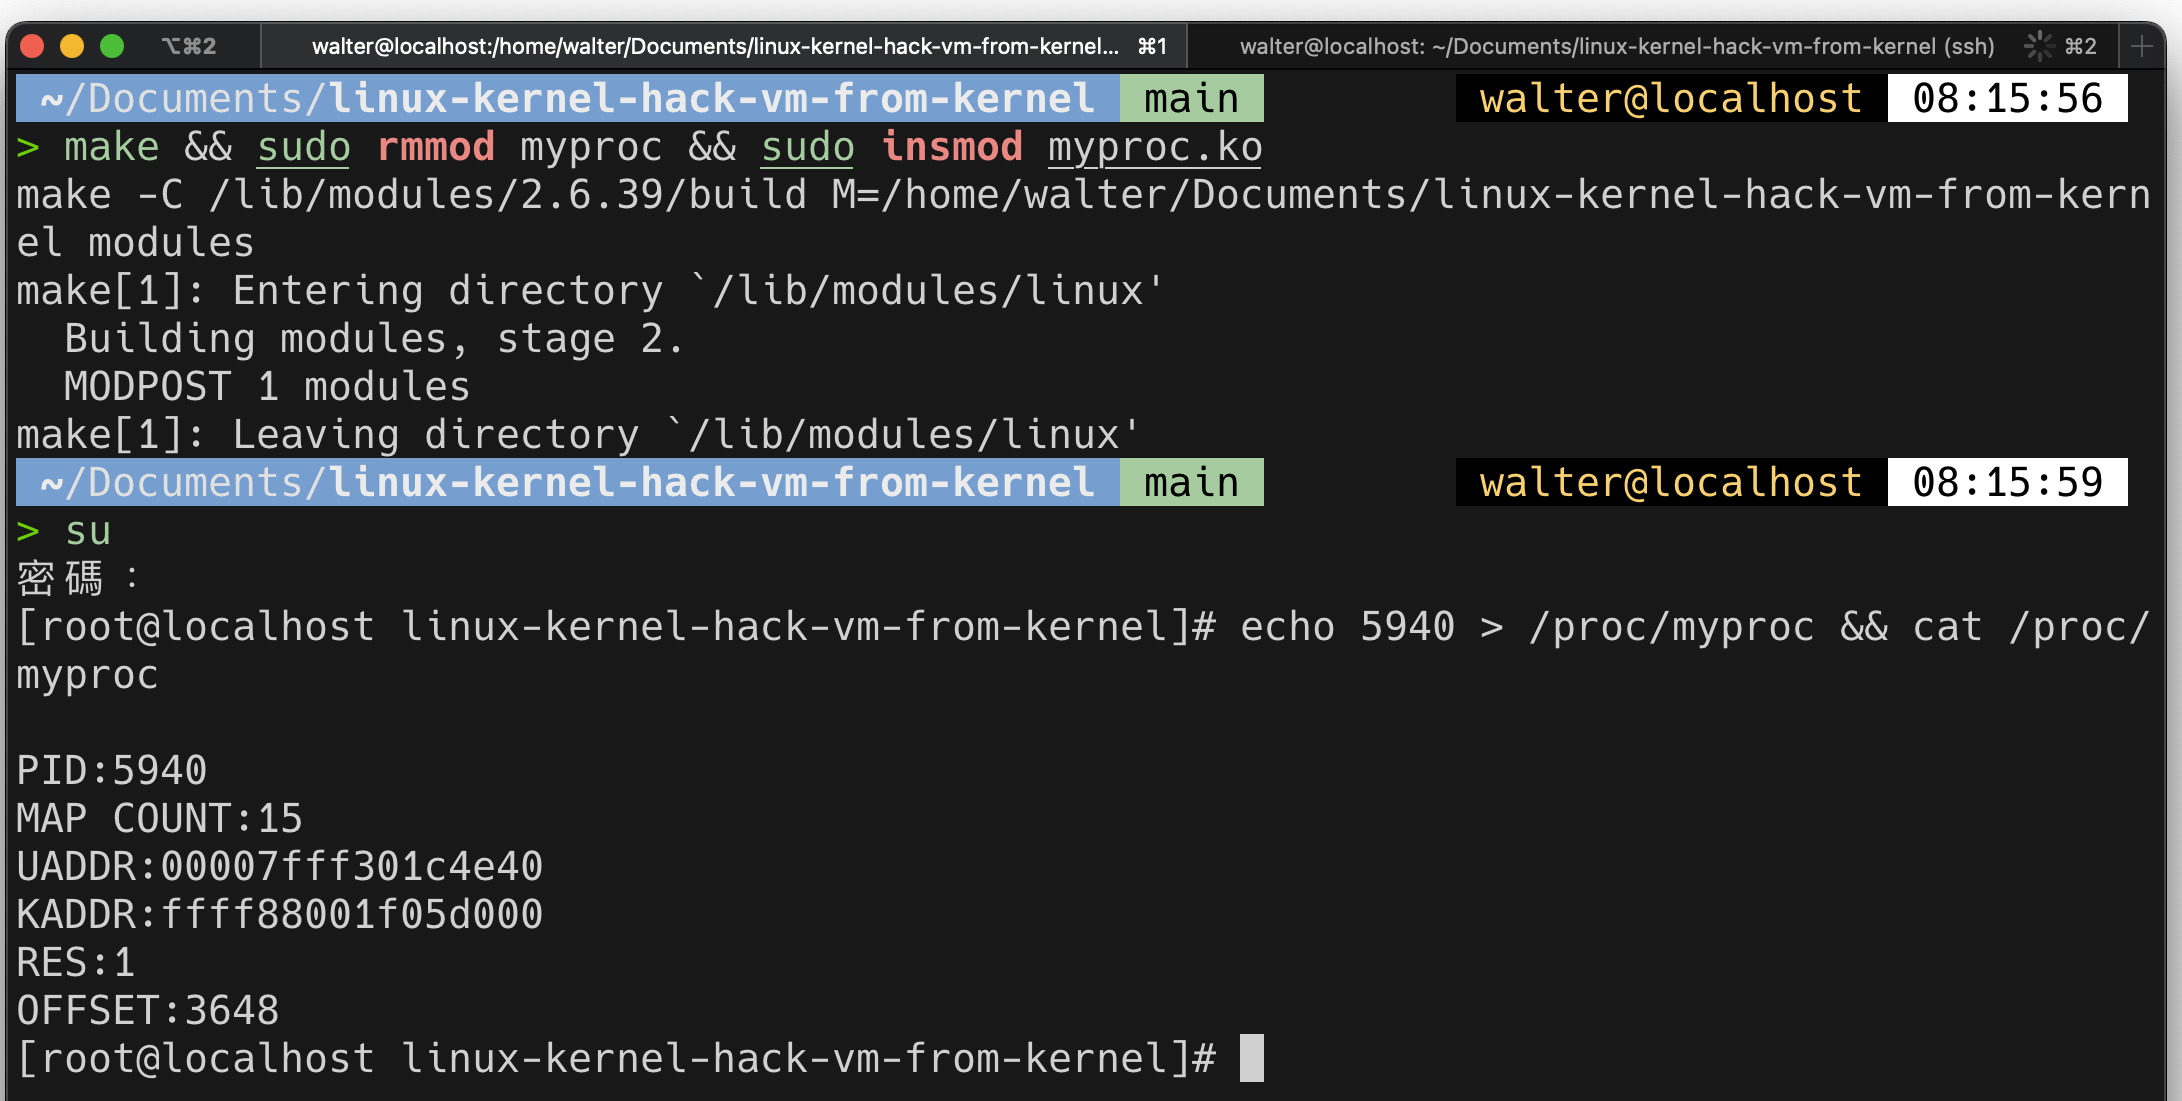 ⌥⌘2 walter@localhost:/home/walter/Documents/linux-kernel-hack-vm-from-kernel... ⌘1 walter@localhost: ~/Documents/linux-kernel-hack-vm-from-kernel (ssh) ⌘2 +
~/Documents/linux-kernel-hack-vm-from-kernel main walter@localhost 08:15:56
> make && sudo rmmod myproc && sudo insmod myproc.ko
make -C /lib/modules/2.6.39/build M=/home/walter/Documents/linux-kernel-hack-vm-from-kern
el modules
make[1]: Entering directory `/lib/modules/linux'
  Building modules, stage 2.
  MODPOST 1 modules
make[1]: Leaving directory `/lib/modules/linux'
~/Documents/linux-kernel-hack-vm-from-kernel main walter@localhost 08:15:59
> su
密碼：
[root@localhost linux-kernel-hack-vm-from-kernel]# echo 5940 > /proc/myproc && cat /proc/
myproc
PID:5940
MAP COUNT:15
UADDR:00007fff301c4e40
KADDR:ffff88001f05d000
RES:1
OFFSET:3648
[root@localhost linux-kernel-hack-vm-from-kernel]#